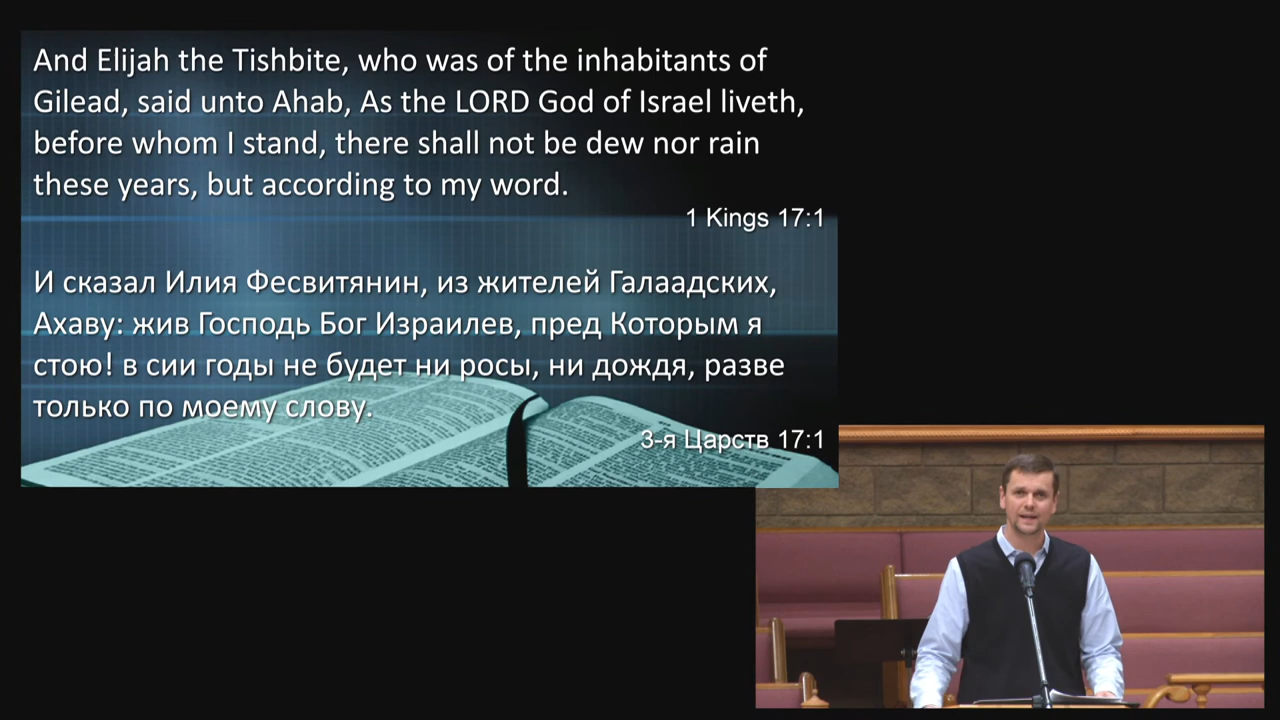 And Elijah the Tishbite, who was of the inhabitants of
Gilead, said unto Ahab, As the LORD God of Israel liveth,
before whom I stand, there shall not be dew nor rain
these years, but according to my word.
1 Kings 17:1
И сказал Илия Фесвитянин, из жителей Галаадских,
Ахаву: жив Господь Бог Израилев, пред Которым я
стою! в сии годы не будет ни росы, ни дождя, разве
только по моему слову.
3-я Царств 17:1